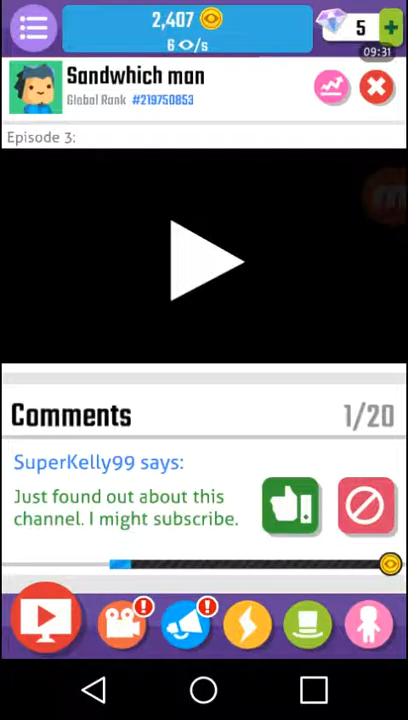 2,407
6 /s
5
09:31
Sandwhich man
Global Rank #219750853
Episode 3:
Comments 1/20
SuperKelly99 says:
Just found out about this
channel. I might subscribe.